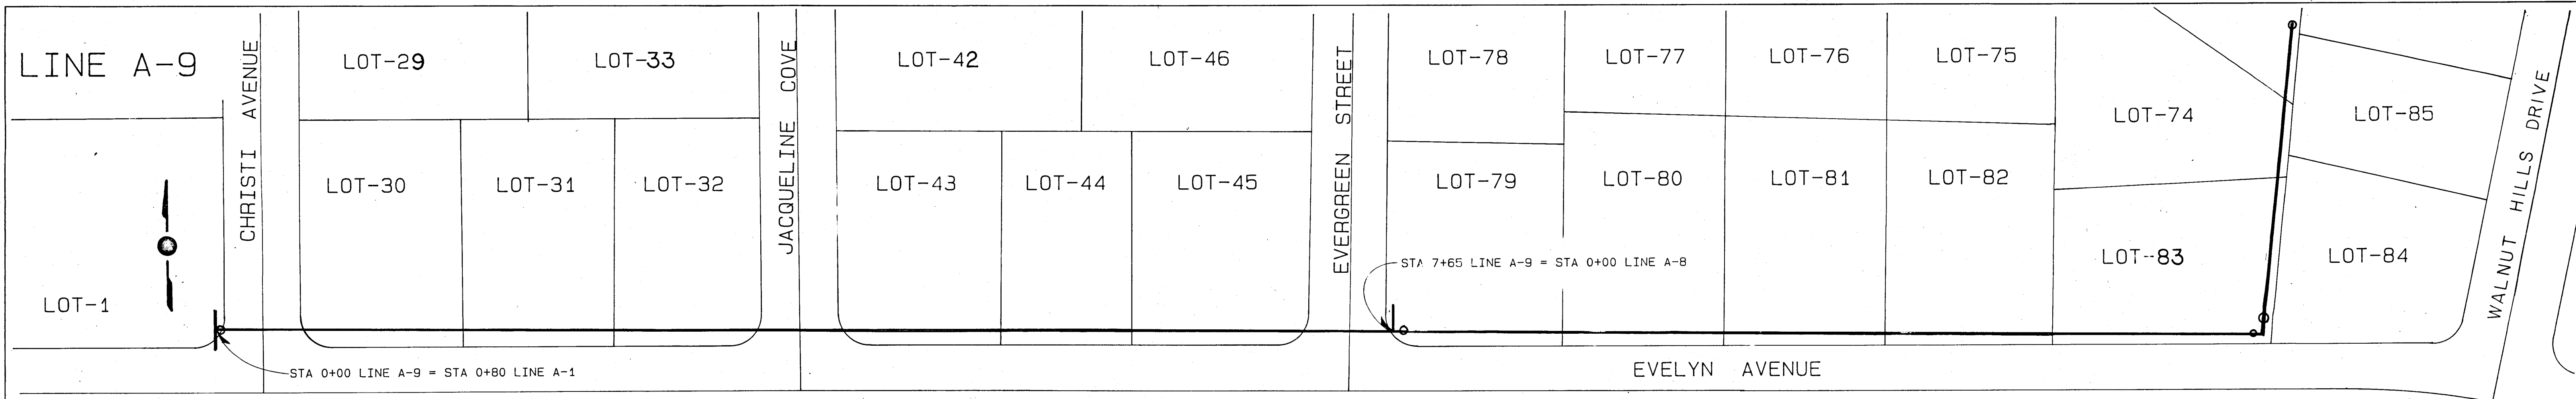 LINE A-9
CHRISTI AVENUE
LOT-29
LOT-33
JACQUELINE COVE
LOT-42
LOT-46
EVERGREEN STREET
LOT-78
LOT-77
LOT-76
LOT-75
LOT-74
LOT-85
WALNUT HILLS DRIVE
LOT-1
LOT-30
LOT-31
LOT-32
LOT-43
LOT-44
LOT-45
LOT-79
LOT-80
LOT-81
LOT-82
LOT--83
LOT-84
STA 7+65 LINE A-9 = STA 0+00 LINE A-8
STA 0+00 LINE A-9 = STA 0+80 LINE A-1
EVELYN AVENUE